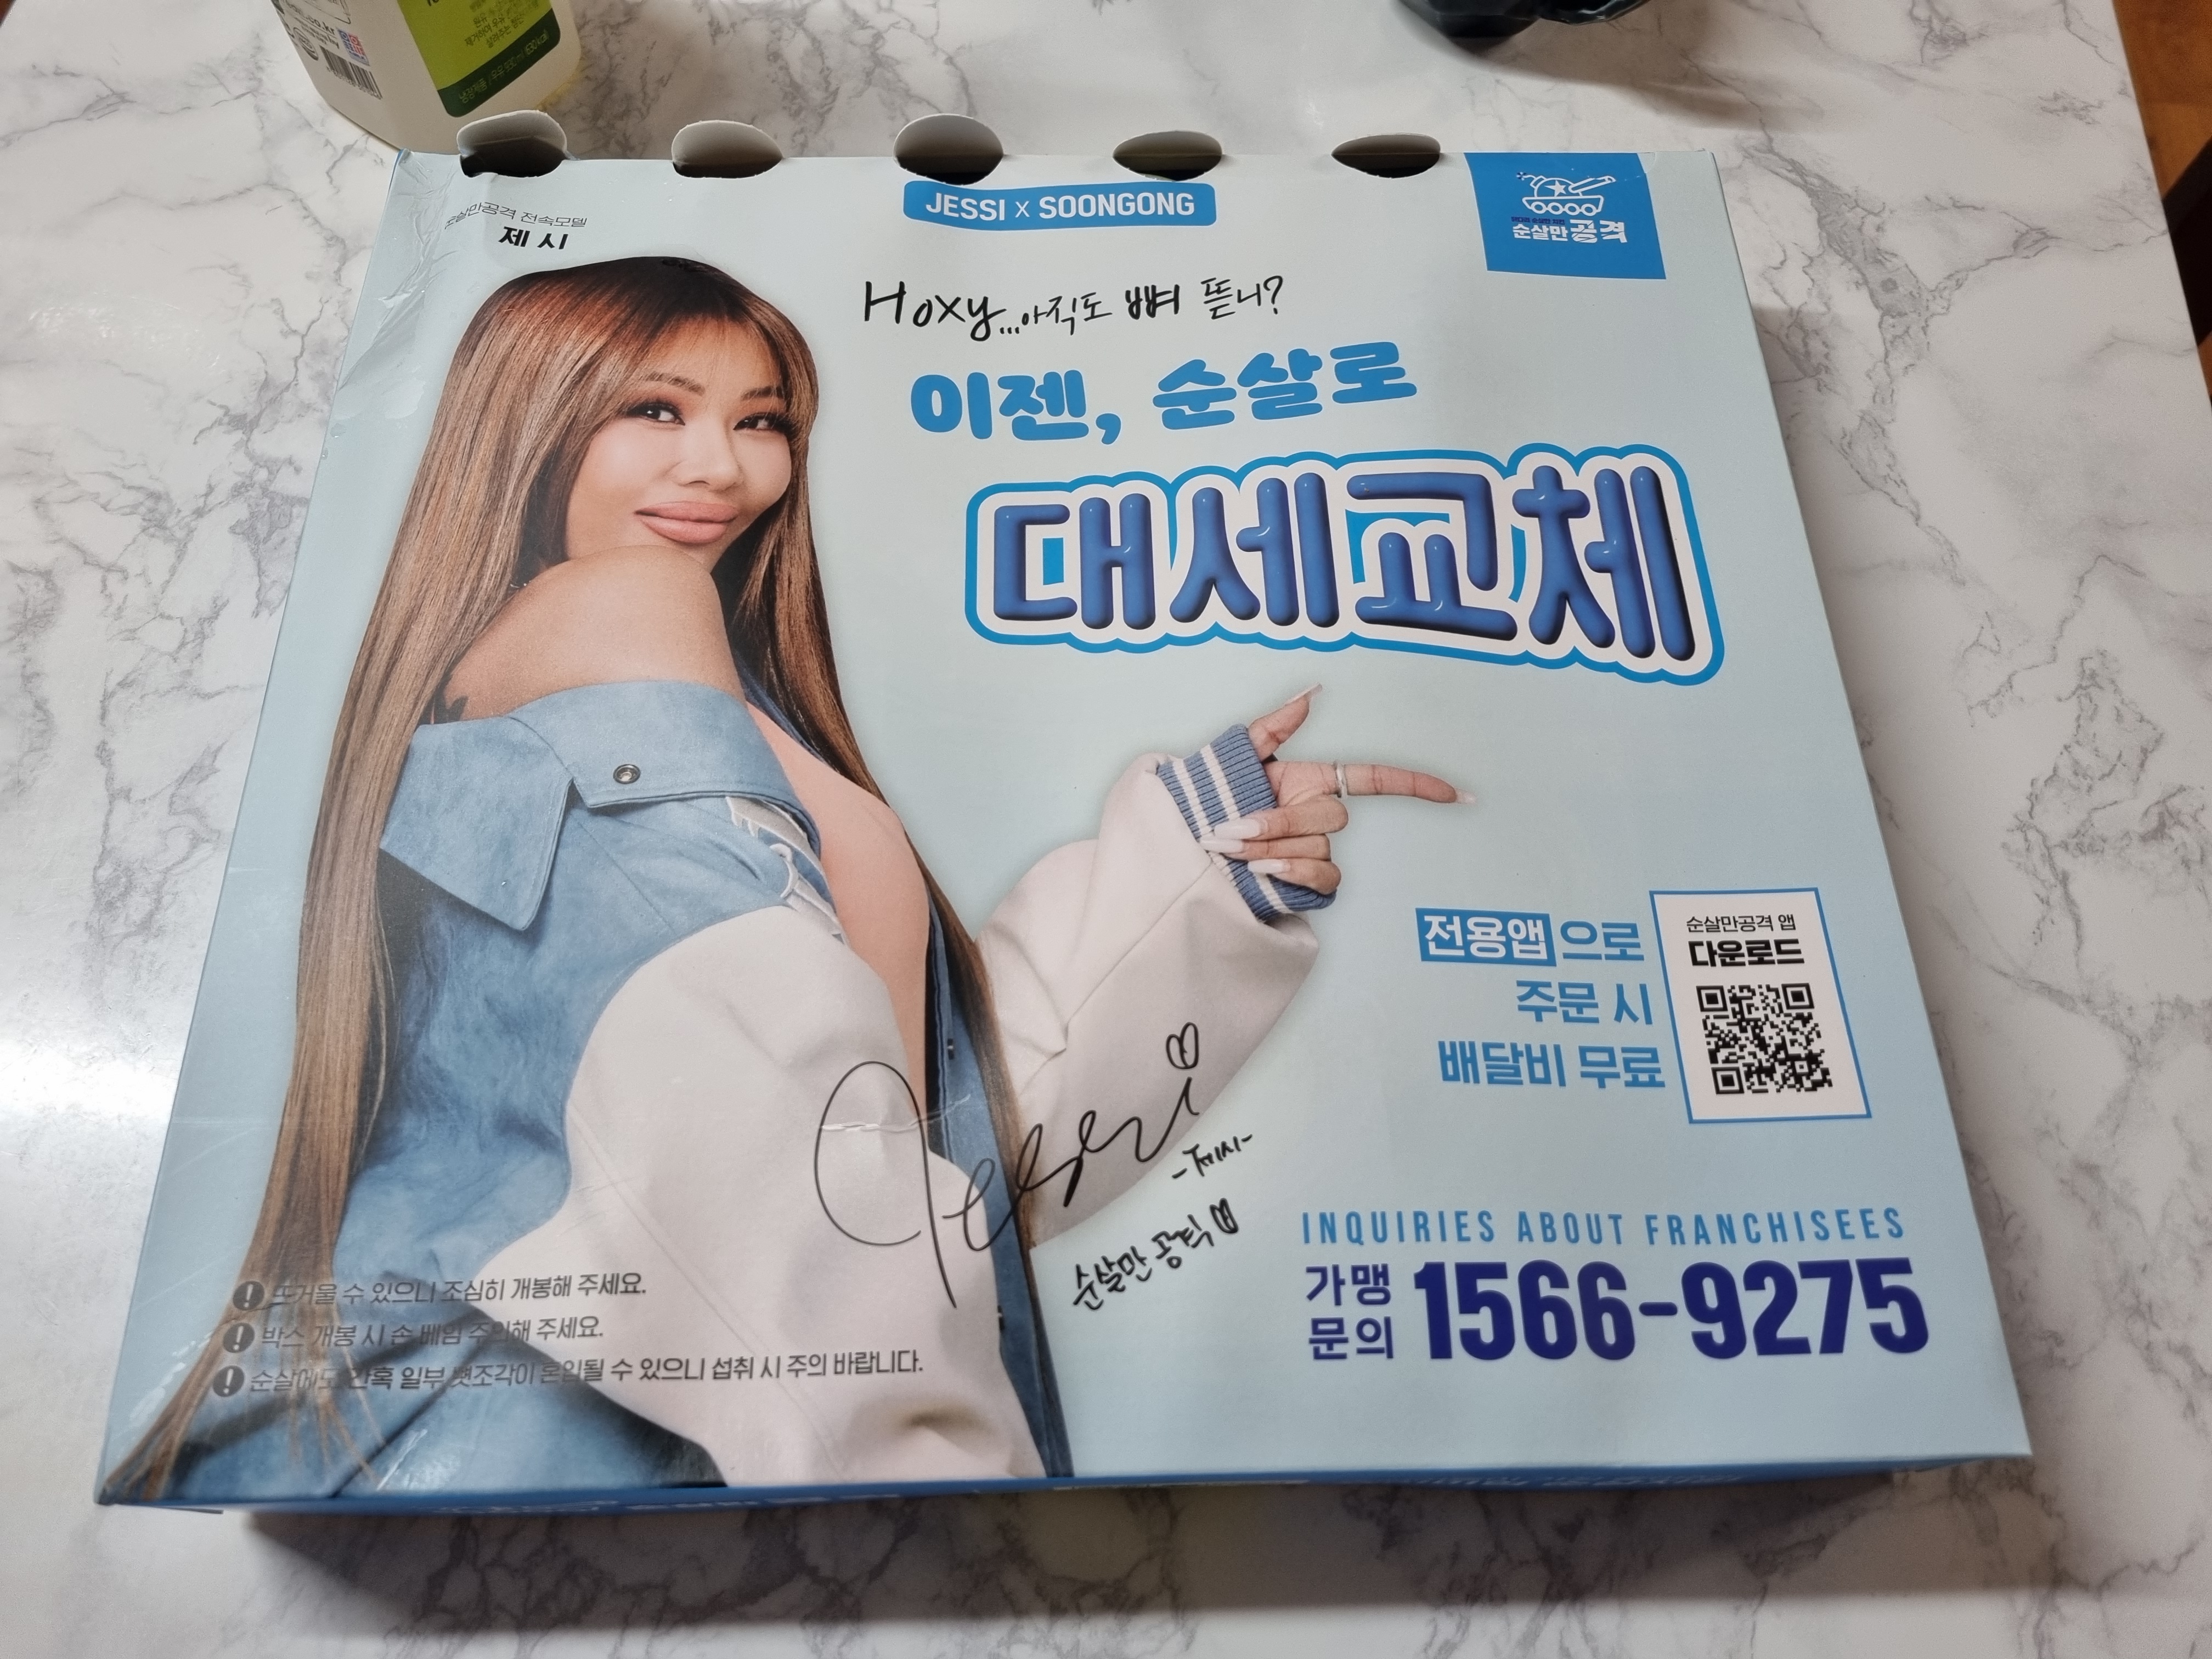 순살만공격 전속모델
제시
JESSI X SOONGONG
순살만공격
Hoxy...아직도 뼈 뜯니?
이젠, 순살로
대세교체
전용앱으로
주문 시
배달비 무료
순살만공격 앱
다운로드
Jessi
-제시-
순살만 공격
INQUIRIES ABOUT FRANCHISEES
가맹
문의
1566-9275
뜨거울 수 있으니 조심히 개봉해 주세요.
박스 개봉 시 손 베임 주의해 주세요.
순살에도 간혹 일부 뼛조각이 혼입될 수 있으니 섭취 시 주의 바랍니다.